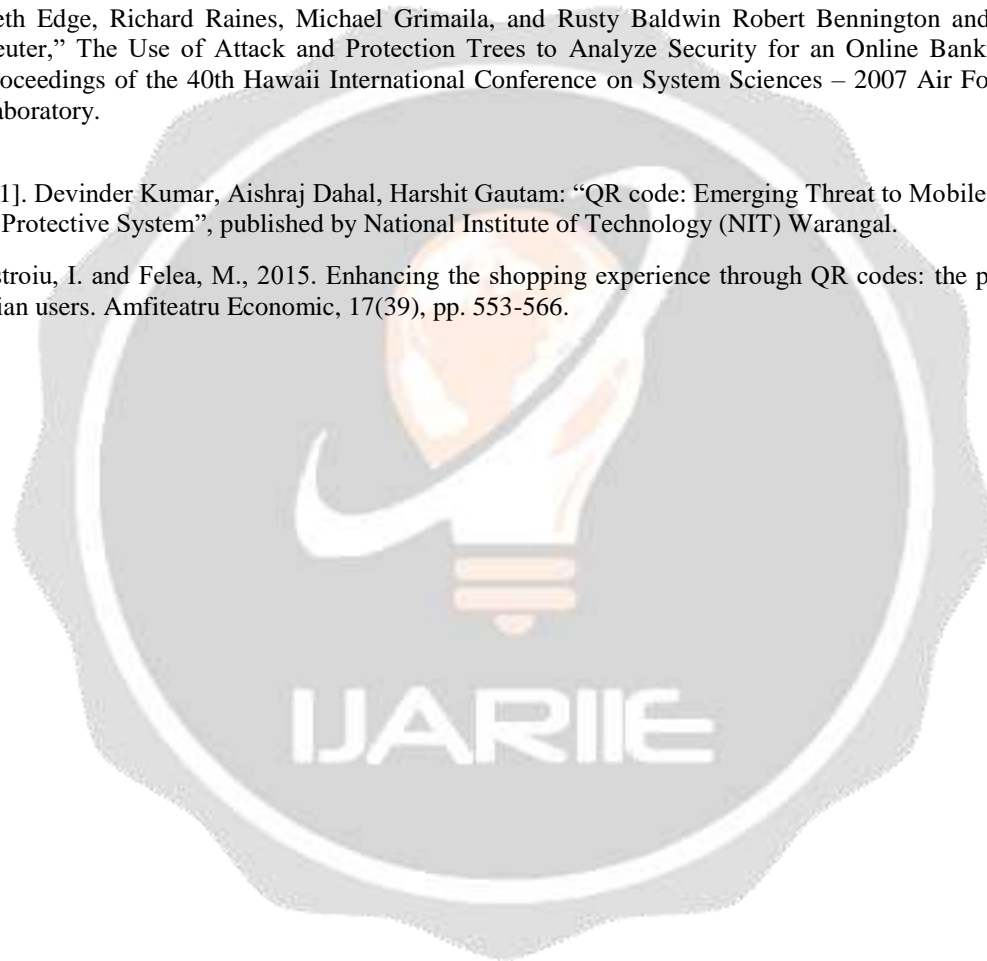 eth Edge, Richard Raines, Michael Grimaila, and Rusty Baldwin Robert Bennington and
euter,” The Use of Attack and Protection Trees to Analyze Security for an Online Bank
oceedings of the 40th Hawaii International Conference on System Sciences – 2007 Air Fo
aboratory.
1]. Devinder Kumar, Aishraj Dahal, Harshit Gautam: “QR code: Emerging Threat to Mobile
Protective System”, published by National Institute of Technology (NIT) Warangal.
stroiu, I. and Felea, M., 2015. Enhancing the shopping experience through QR codes: the p
ian users. Amfiteatru Economic, 17(39), pp. 553-566.
IJARIIE